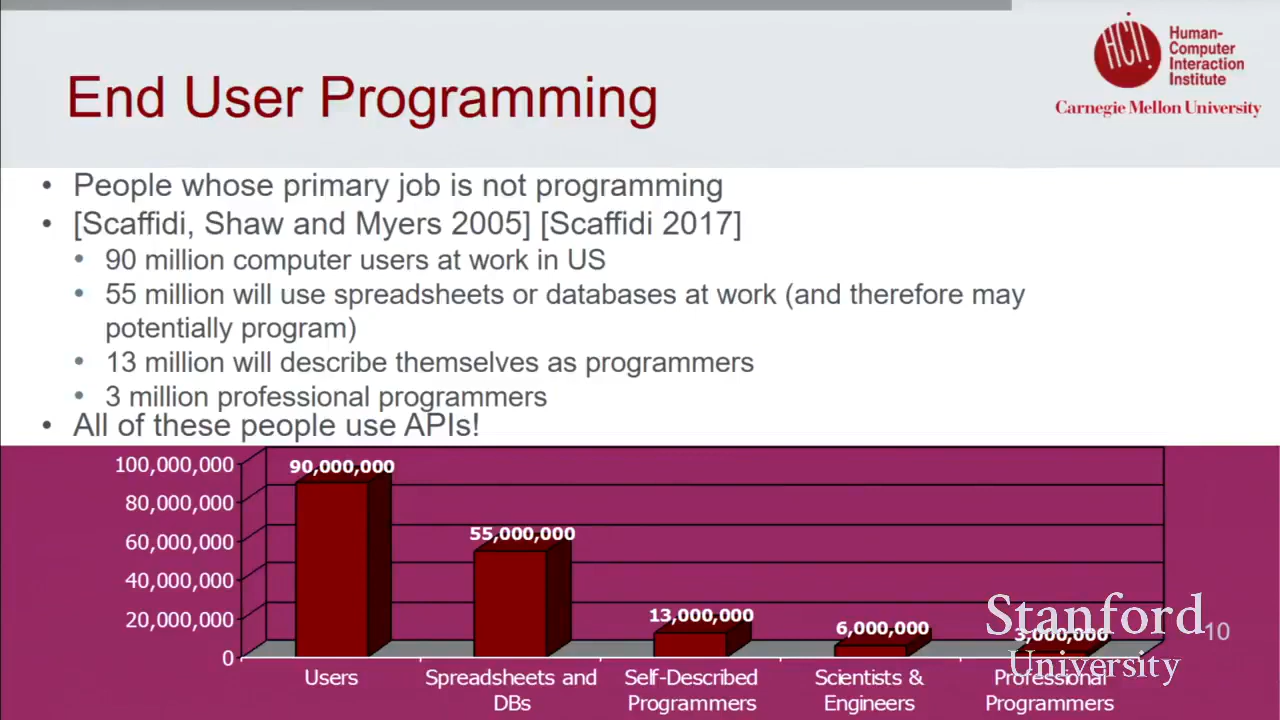 End User Programming
HCII!
Human-
Computer
Interaction
Institute
Carnegie Mellon University
• People whose primary job is not programming
• [Scaffidi, Shaw and Myers 2005] [Scaffidi 2017]
• 90 million computer users at work in US
• 55 million will use spreadsheets or databases at work (and therefore may
potentially program)
• 13 million will describe themselves as programmers
• 3 million professional programmers
• All of these people use APIs!
100,000,000
80,000,000
60,000,000
40,000,000
20,000,000
0
90,000,000
55,000,000
13,000,000
6,000,000
3,000,000
Users
Spreadsheets and
DBs
Self-Described
Programmers
Scientists &
Engineers
Professional
Programmers
Stanford
University
10